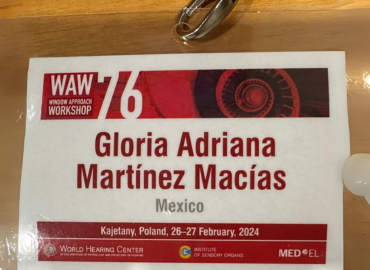 WAW 76
WINDOW APPROACH
WORKSHOP
Gloria Adriana
Martínez Macías
Mexico
Kajetany, Poland, 26–27 February, 2024
WORLD HEARING CENTER
INSTITUTE
OF SENSORY ORGANS
MED EL